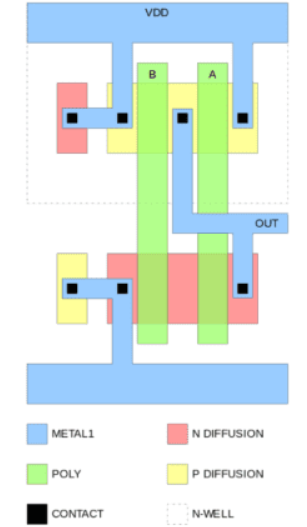 VDD
B A
OUT
METAL1 N DIFFUSION
POLY P DIFFUSION
CONTACT N-WELL